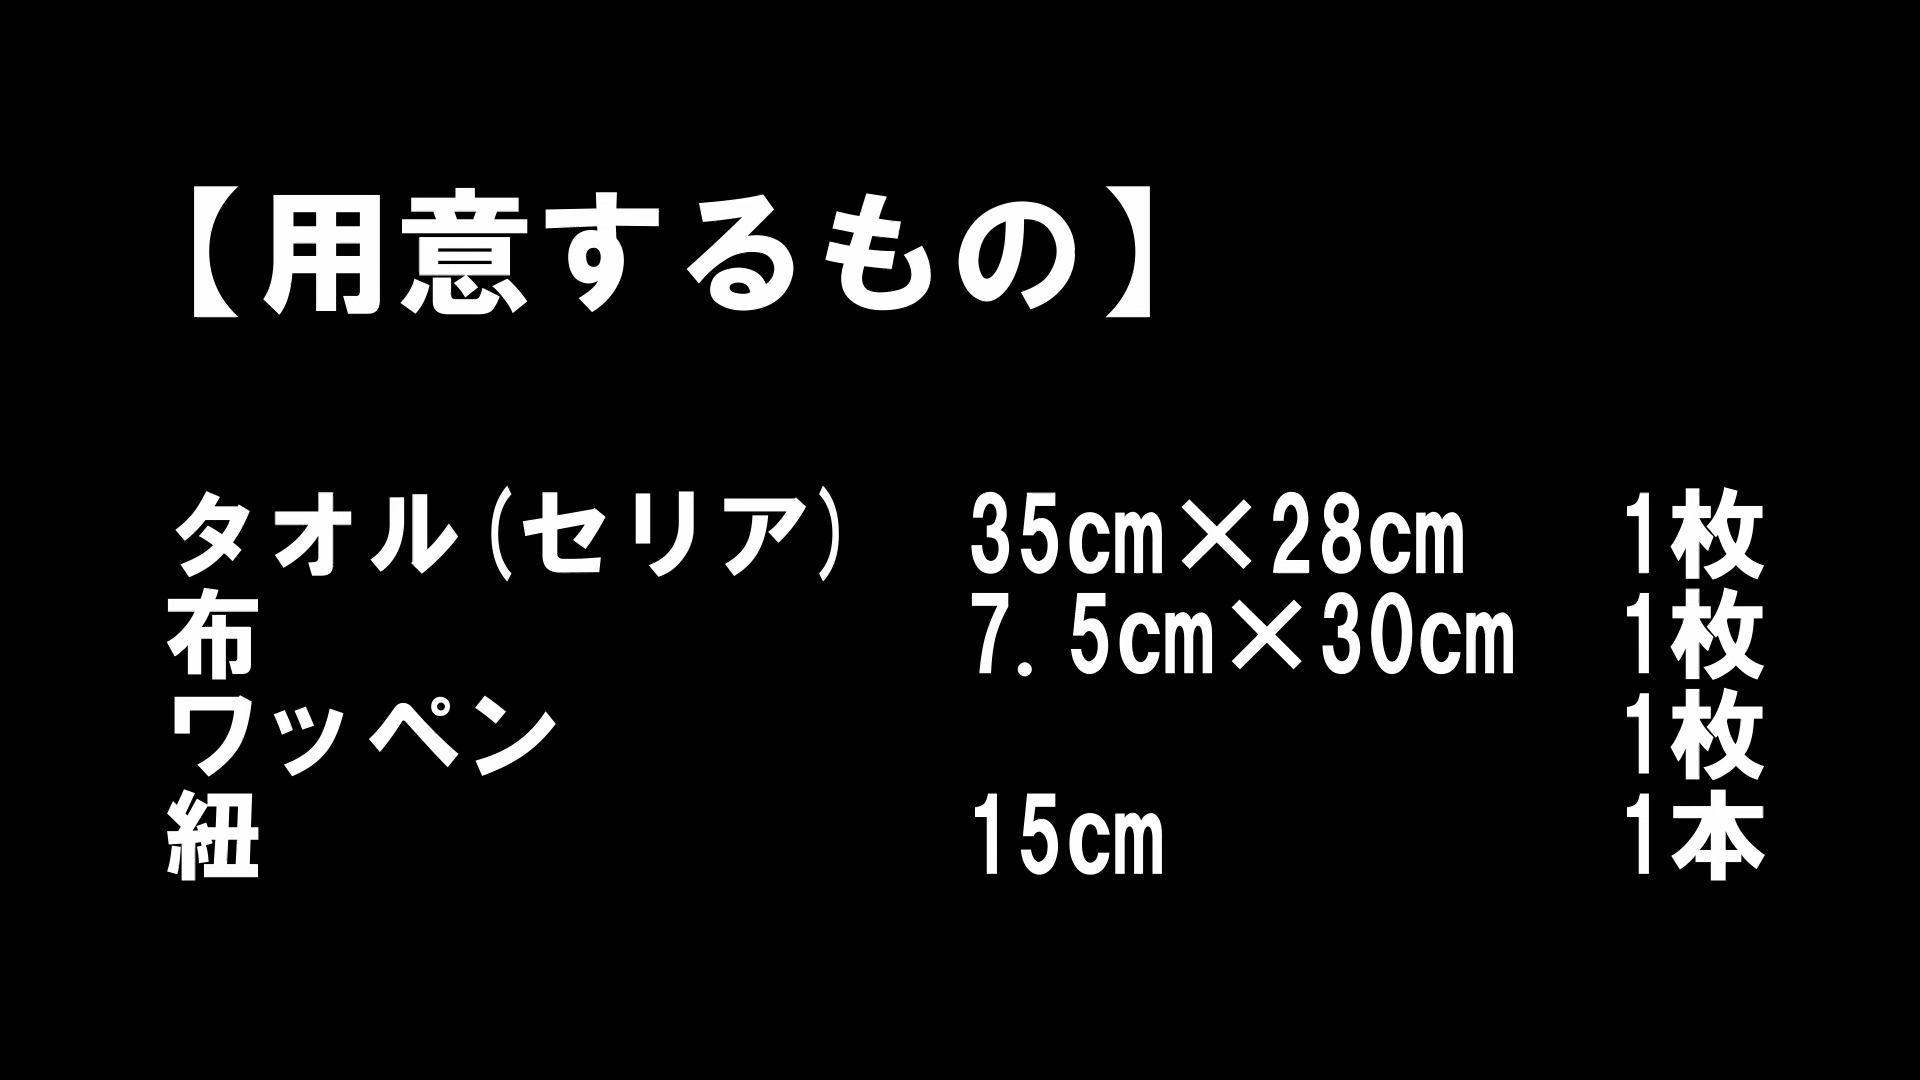 【用意するもの】
タオル(セリア) 35cm×28cm 1枚
布 7.5cm×30cm 1枚
ワッペン 1枚
紐 15cm 1本